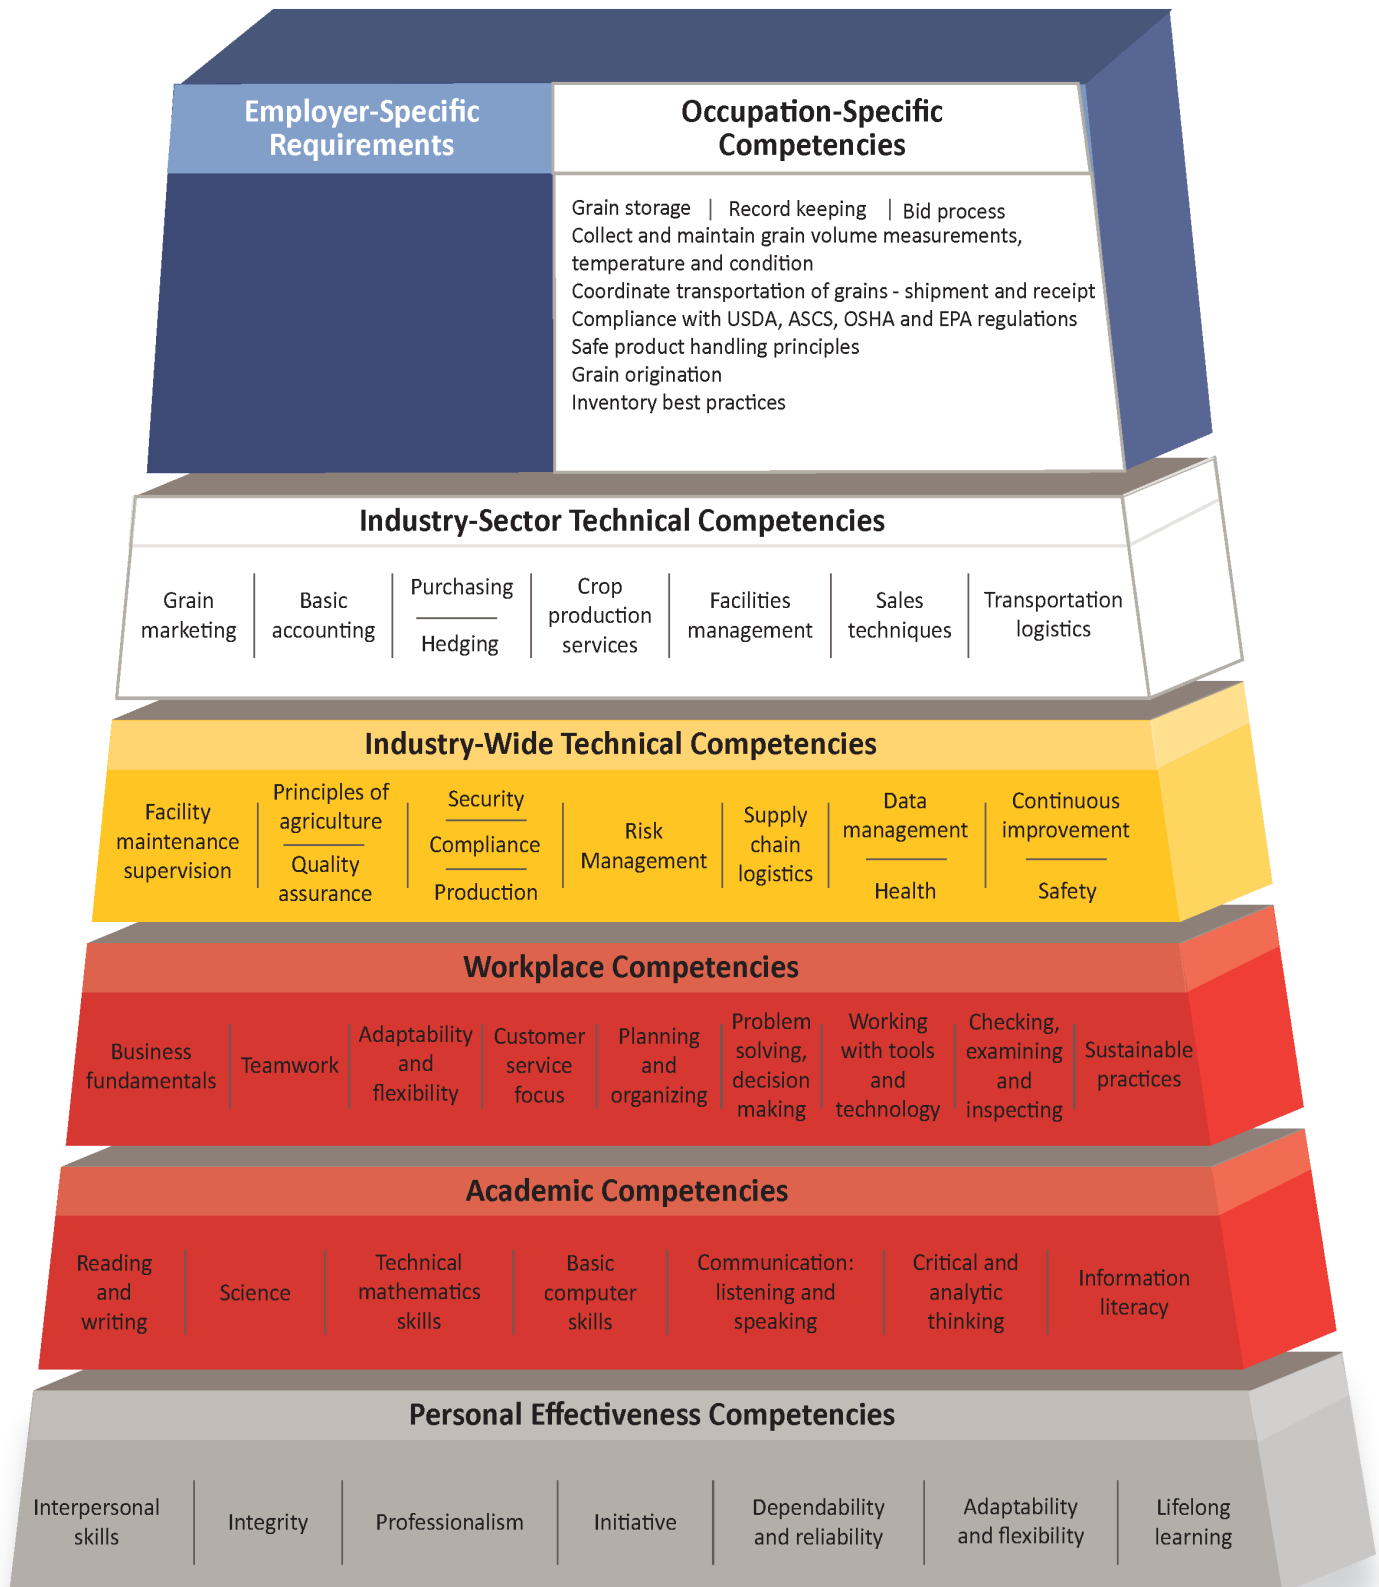 Employer-Specific
Requirements
Occupation-Specific
Competencies
Grain storage | Record keeping | Bid process
Collect and maintain grain volume measurements,
temperature and condition
Coordinate transportation of grains - shipment and receipt
Compliance with USDA, ASCS, OSHA and EPA regulations
Safe product handling principles
Grain origination
Inventory best practices
Industry-Sector Technical Competencies
Grain
marketing
Basic
accounting
Purchasing
Hedging
Crop
production
services
Facilities
management
Sales
techniques
Transportation
logistics
Industry-Wide Technical Competencies
Facility
maintenance
supervision
Principles of
agriculture
Quality
assurance
Security
Compliance
Production
Risk
Management
Supply
chain
logistics
Data
management
Health
Continuous
improvement
Safety
Workplace Competencies
Business
fundamentals
Teamwork
Adaptability
and
flexibility
Customer
service
focus
Planning
and
organizing
Problem
solving,
decision
making
Working
with tools
and
technology
Checking,
examining
and
inspecting
Sustainable
practices
Academic Competencies
Reading
and
writing
Science
Technical
mathematics
skills
Basic
computer
skills
Communication:
listening and
speaking
Critical and
analytic
thinking
Information
literacy
Personal Effectiveness Competencies
Interpersonal
skills
Integrity
Professionalism
Initiative
Dependability
and reliability
Adaptability
and flexibility
Lifelong
learning